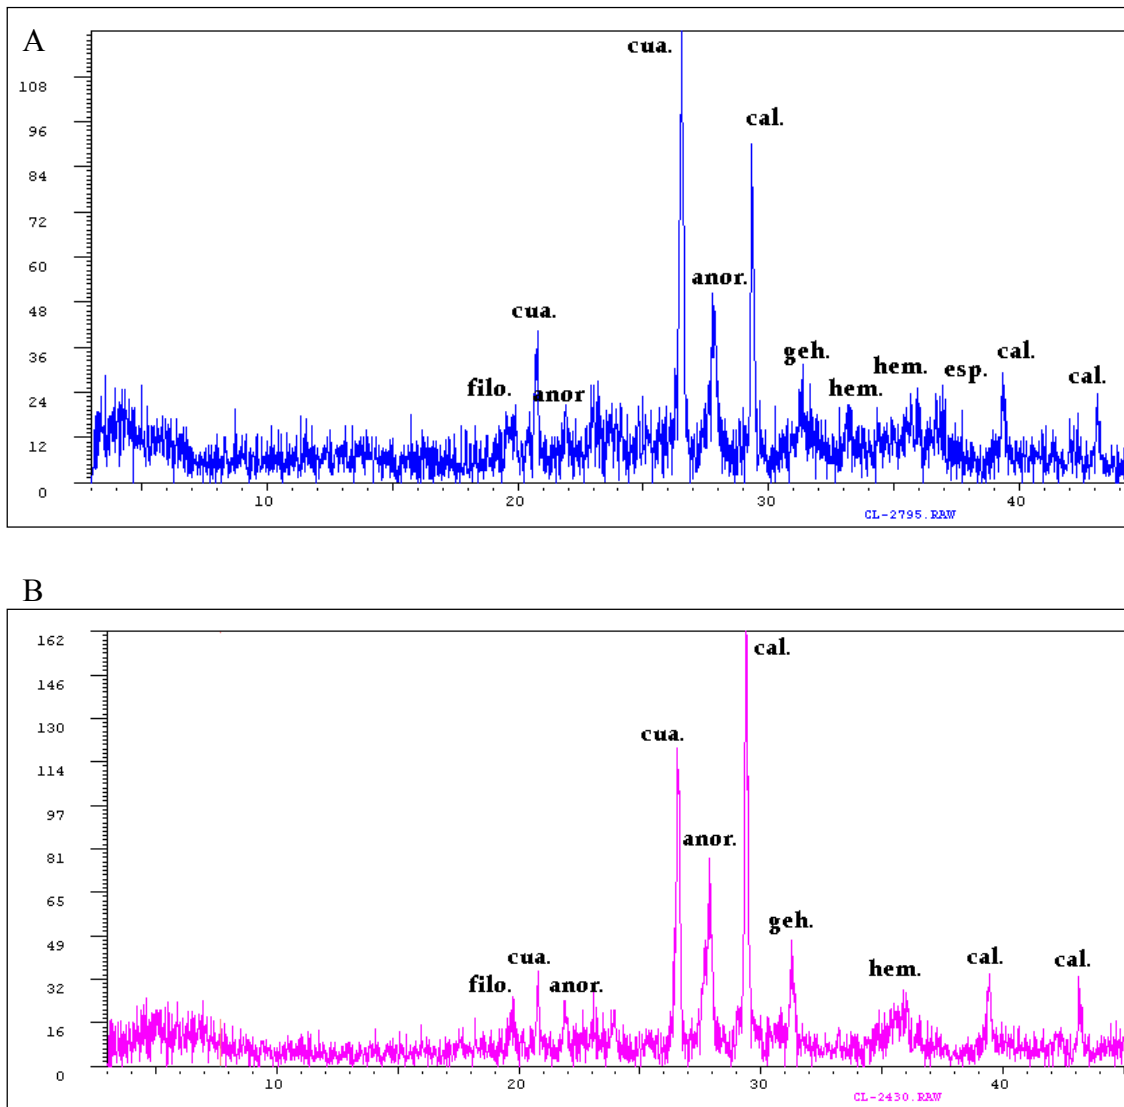 A
cua.
108
96
cal.
84
72
60
anor.
48
cua.
36
geh.
hem.
esp.
cal.
filo.
anor
hem.
cal.
24
12
0
10
20
30
40
CL-2795.RAW
B
162
cal.
146
130
cua.
114
97
anor.
81
65
geh.
49
cua.
hem.
cal.
cal.
filo.
anor.
32
16
0
10
20
30
40
CL-2430.RAW